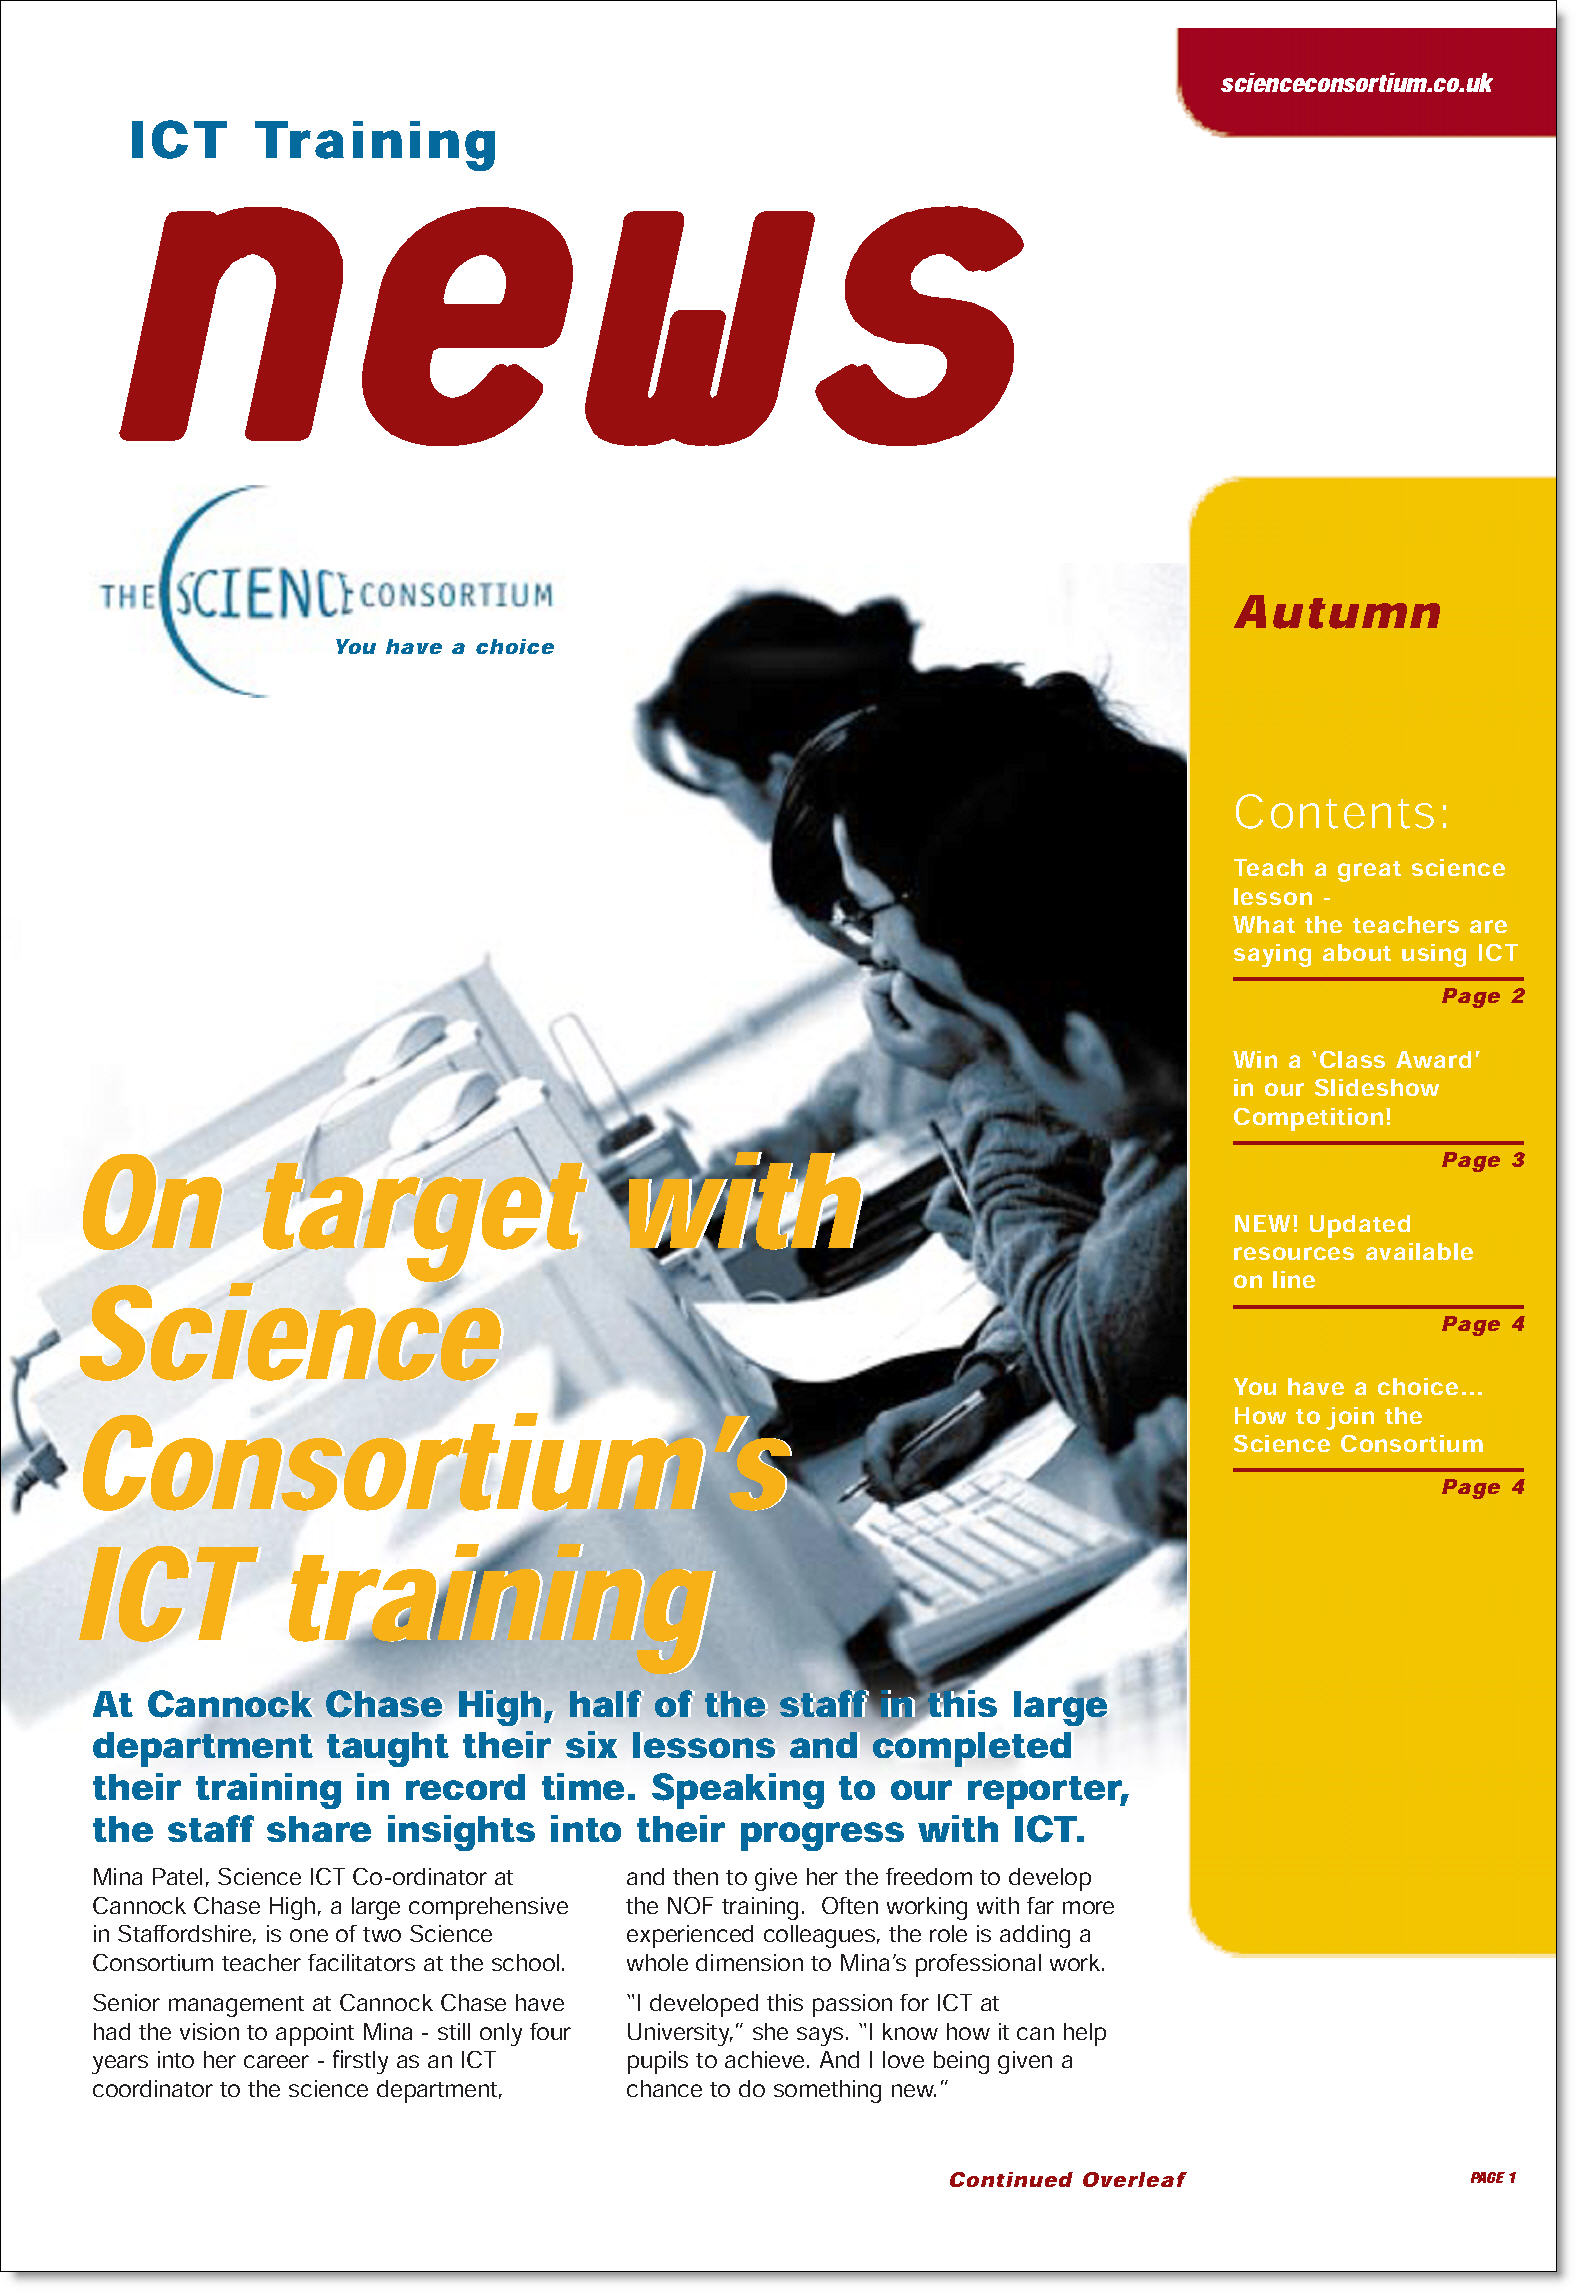 scienceconsortium.co.uk
ICT Training
news
THE SCIENCE CONSORTIUM
You have a choice
Autumn
Contents:
Teach a great science
lesson -
What the teachers are
saying about using ICT
Page 2
Win a ‘Class Award’
in our Slideshow
Competition!
Page 3
NEW! Updated
resources available
on line
Page 4
You have a choice...
How to join the
Science Consortium
Page 4
On target with
Science
Consortium’s
ICT training
At Cannock Chase High, half of the staff in this large
department taught their six lessons and completed
their training in record time. Speaking to our reporter,
the staff share insights into their progress with ICT.
Mina Patel, Science ICT Co-ordinator at
Cannock Chase High, a large comprehensive
in Staffordshire, is one of two Science
Consortium teacher facilitators at the school.
Senior management at Cannock Chase have
had the vision to appoint Mina - still only four
years into her career - firstly as an ICT
coordinator to the science department,
and then to give her the freedom to develop
the NOF training.  Often working with far more
experienced colleagues, the role is adding a
whole dimension to Mina’s professional work.
“I developed this passion for ICT at
University,” she says. “I know how it can help
pupils to achieve. And I love being given a
chance to do something new.”
Continued Overleaf
PAGE 1